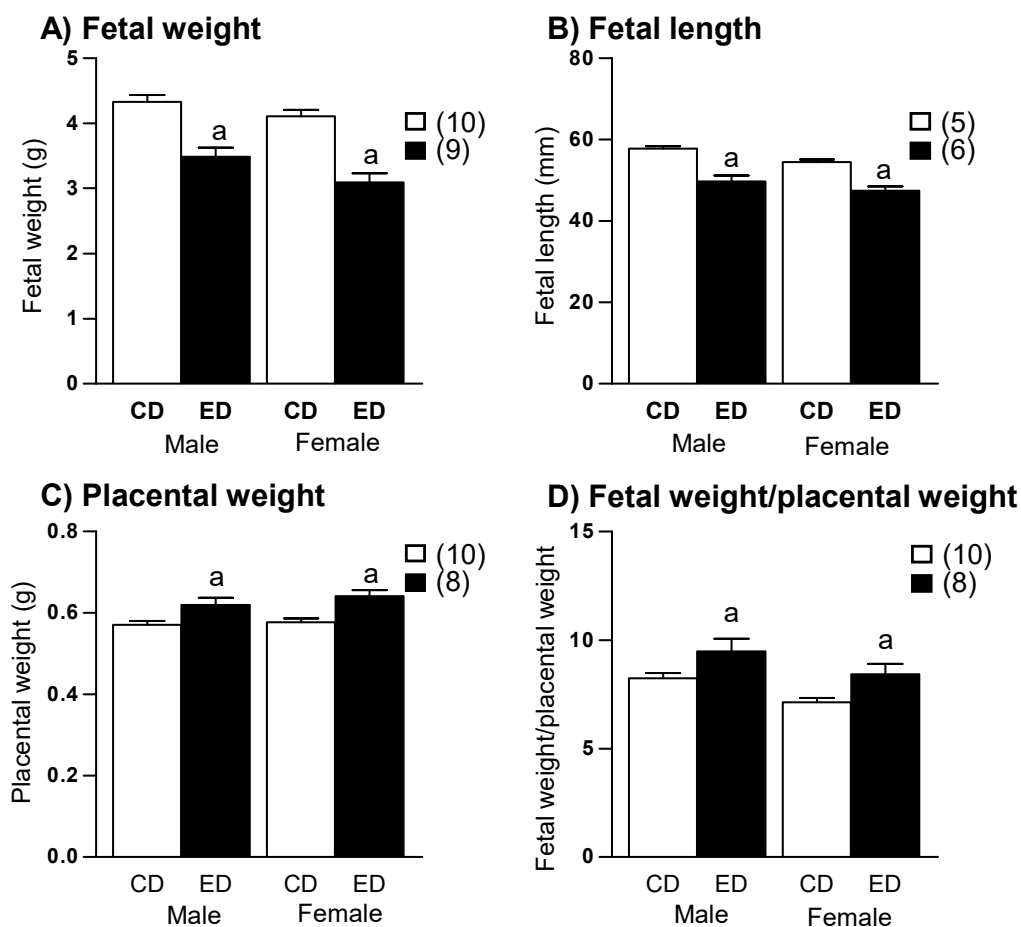 A) Fetal weight
Fetal weight (g)
5
4
3
2
1
0
(10)
(9)
a
a
CD ED CD ED
Male Female
B) Fetal length
Fetal length (mm)
80
60
40
20
0
(5)
(6)
a
a
CD ED CD ED
Male Female
C) Placental weight
Placental weight (g)
0.8
0.6
0.4
0.2
0.0
(10)
(8)
a
a
CD ED CD ED
Male Female
D) Fetal weight/placental weight
Fetal weight/placental weight
15
10
5
0
(10)
(8)
a
a
CD ED CD ED
Male Female